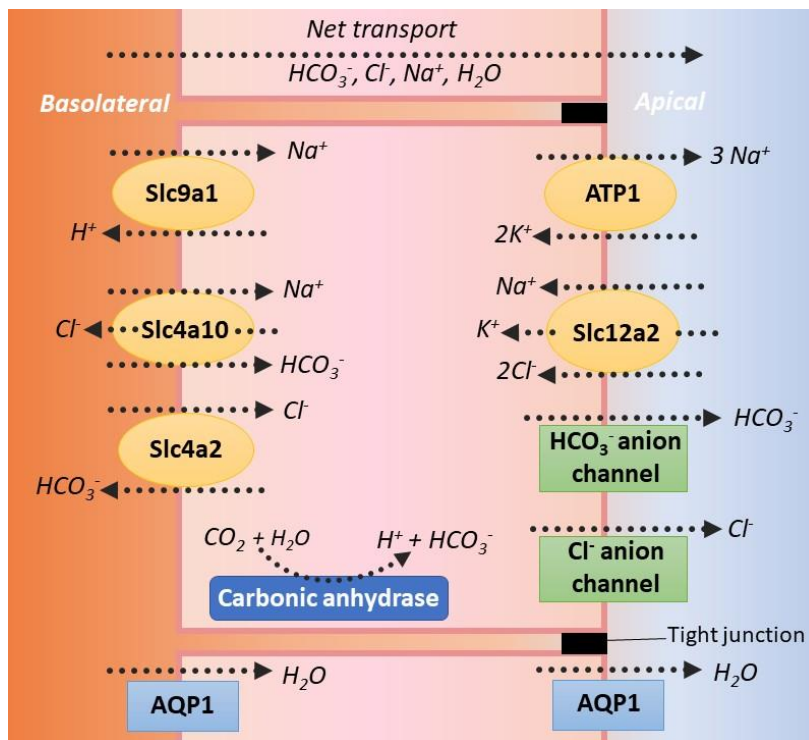 Net transport
HCO₃⁻, Cl⁻, Na⁺, H₂O
Basolateral
Apical
Na⁺
Slc9a1
H⁺
3 Na⁺
ATP1
2K⁺
Na⁺
Cl⁻
Slc4a10
HCO₃⁻
Na⁺
K⁺
Slc12a2
2Cl⁻
Cl⁻
Slc4a2
HCO₃⁻
HCO₃⁻
HCO₃⁻ anion
channel
CO₂ + H₂O
H⁺ + HCO₃⁻
Carbonic anhydrase
Cl⁻
Cl⁻ anion
channel
Tight junction
H₂O
AQP1
H₂O
AQP1